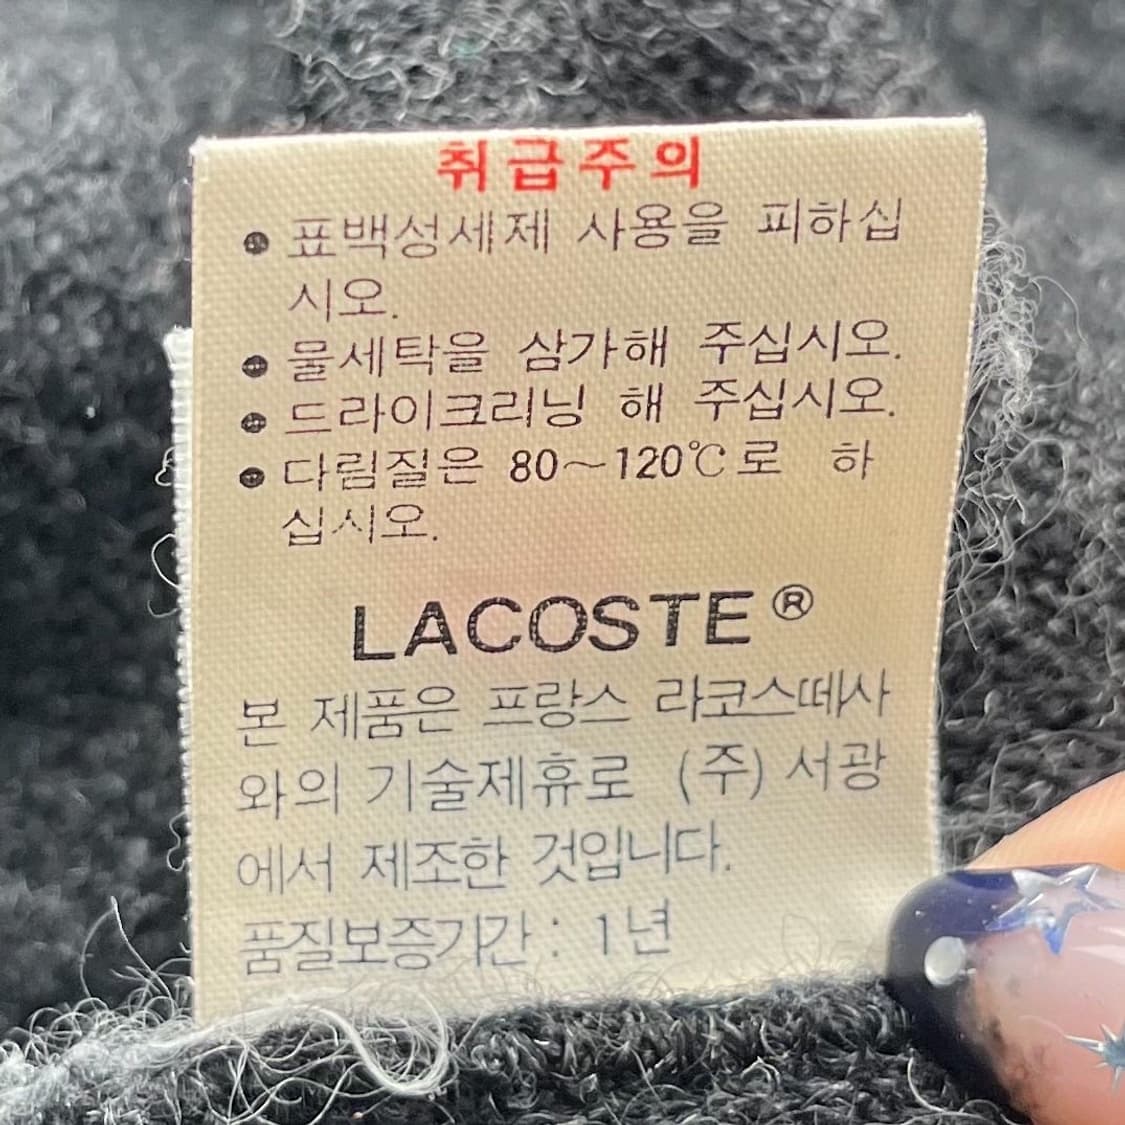 취급주의
● 표백성세제 사용을 피하십
시오.
● 물세탁을 삼가해 주십시오.
● 드라이크리닝 해 주십시오.
● 다림질은 80~120℃로 하
십시오.
LACOSTE®
본 제품은 프랑스 라코스떼사
와의 기술제휴로 (주) 서광
에서 제조한 것입니다.
품질보증기간 : 1년